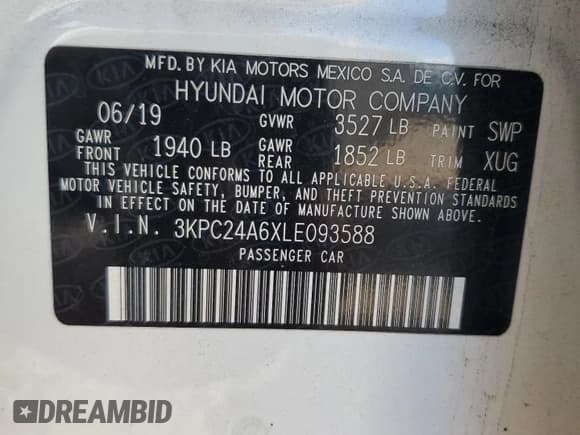 MFD. BY KIA MOTORS MEXICO S.A. DE C.V. FOR
HYUNDAI MOTOR COMPANY
06/19 GVWR 3527 LB PAINT SWP
GAWR FRONT 1940 LB GAWR REAR 1852 LB TRIM XUG
THIS VEHICLE CONFORMS TO ALL APPLICABLE U.S.A. FEDERAL
MOTOR VEHICLE SAFETY, BUMPER, AND THEFT PREVENTION STANDARDS
IN EFFECT ON THE DATE OF MANUFACTURE SHOWN ABOVE
V.I.N. 3KPC24A6XLE093588
PASSENGER CAR
DREAMBID